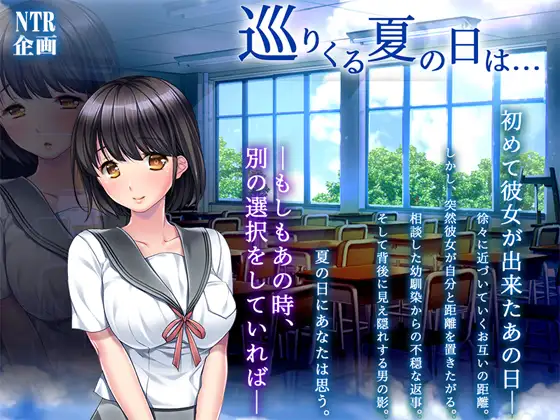 NTR
企画
巡りくる夏の日は…
初めて彼女が出来たあの日―
徐々に近づいていくお互いの距離
しかし、突然彼女が自分と距離を置きたがる。
相談した幼馴染からの不穏な返事。
そして背後に見え隠れする男の影。
夏の日にあなたは思う。
―もしもあの時、
別の選択をしていれば―